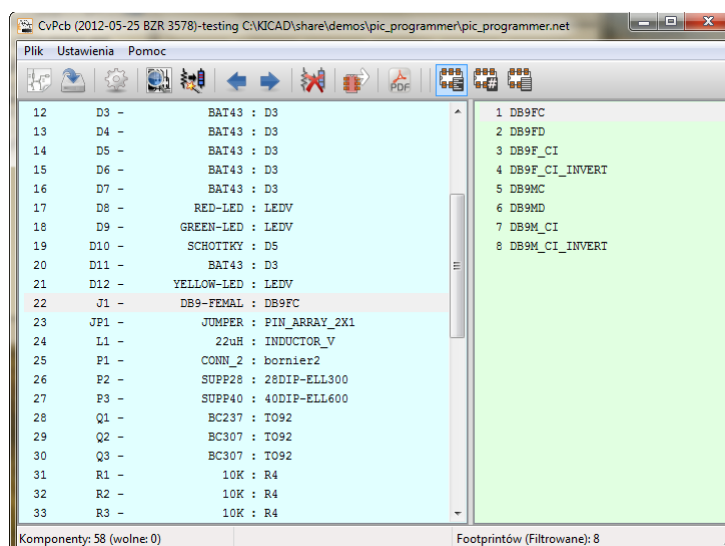 CvPcb (2012-05-25 BZR 3578)-testing C:\KICAD\share\demos\pic_programmer\pic_programmer.net
Plik Ustawienia Pomoc
PDF
12 D3 - BAT43 : D3
13 D4 - BAT43 : D3
14 D5 - BAT43 : D3
15 D6 - BAT43 : D3
16 D7 - BAT43 : D3
17 D8 - RED-LED : LEDV
18 D9 - GREEN-LED : LEDV
19 D10 - SCHOTTKY : D5
20 D11 - BAT43 : D3
21 D12 - YELLOW-LED : LEDV
22 J1 - DB9-FEMAL : DB9FC
23 JP1 - JUMPER : PIN_ARRAY_2X1
24 L1 - 22uH : INDUCTOR_V
25 P1 - CONN_2 : bornier2
26 P2 - SUPP28 : 28DIP-ELL300
27 P3 - SUPP40 : 40DIP-ELL600
28 Q1 - BC237 : TO92
29 Q2 - BC307 : TO92
30 Q3 - BC307 : TO92
31 R1 - 10K : R4
32 R2 - 10K : R4
33 R3 - 10K : R4
1 DB9FC
2 DB9FD
3 DB9F_CI
4 DB9F_CI_INVERT
5 DB9MC
6 DB9MD
7 DB9M_CI
8 DB9M_CI_INVERT
Komponenty: 58 (wolne: 0)
Footprintów (Filtrowane): 8